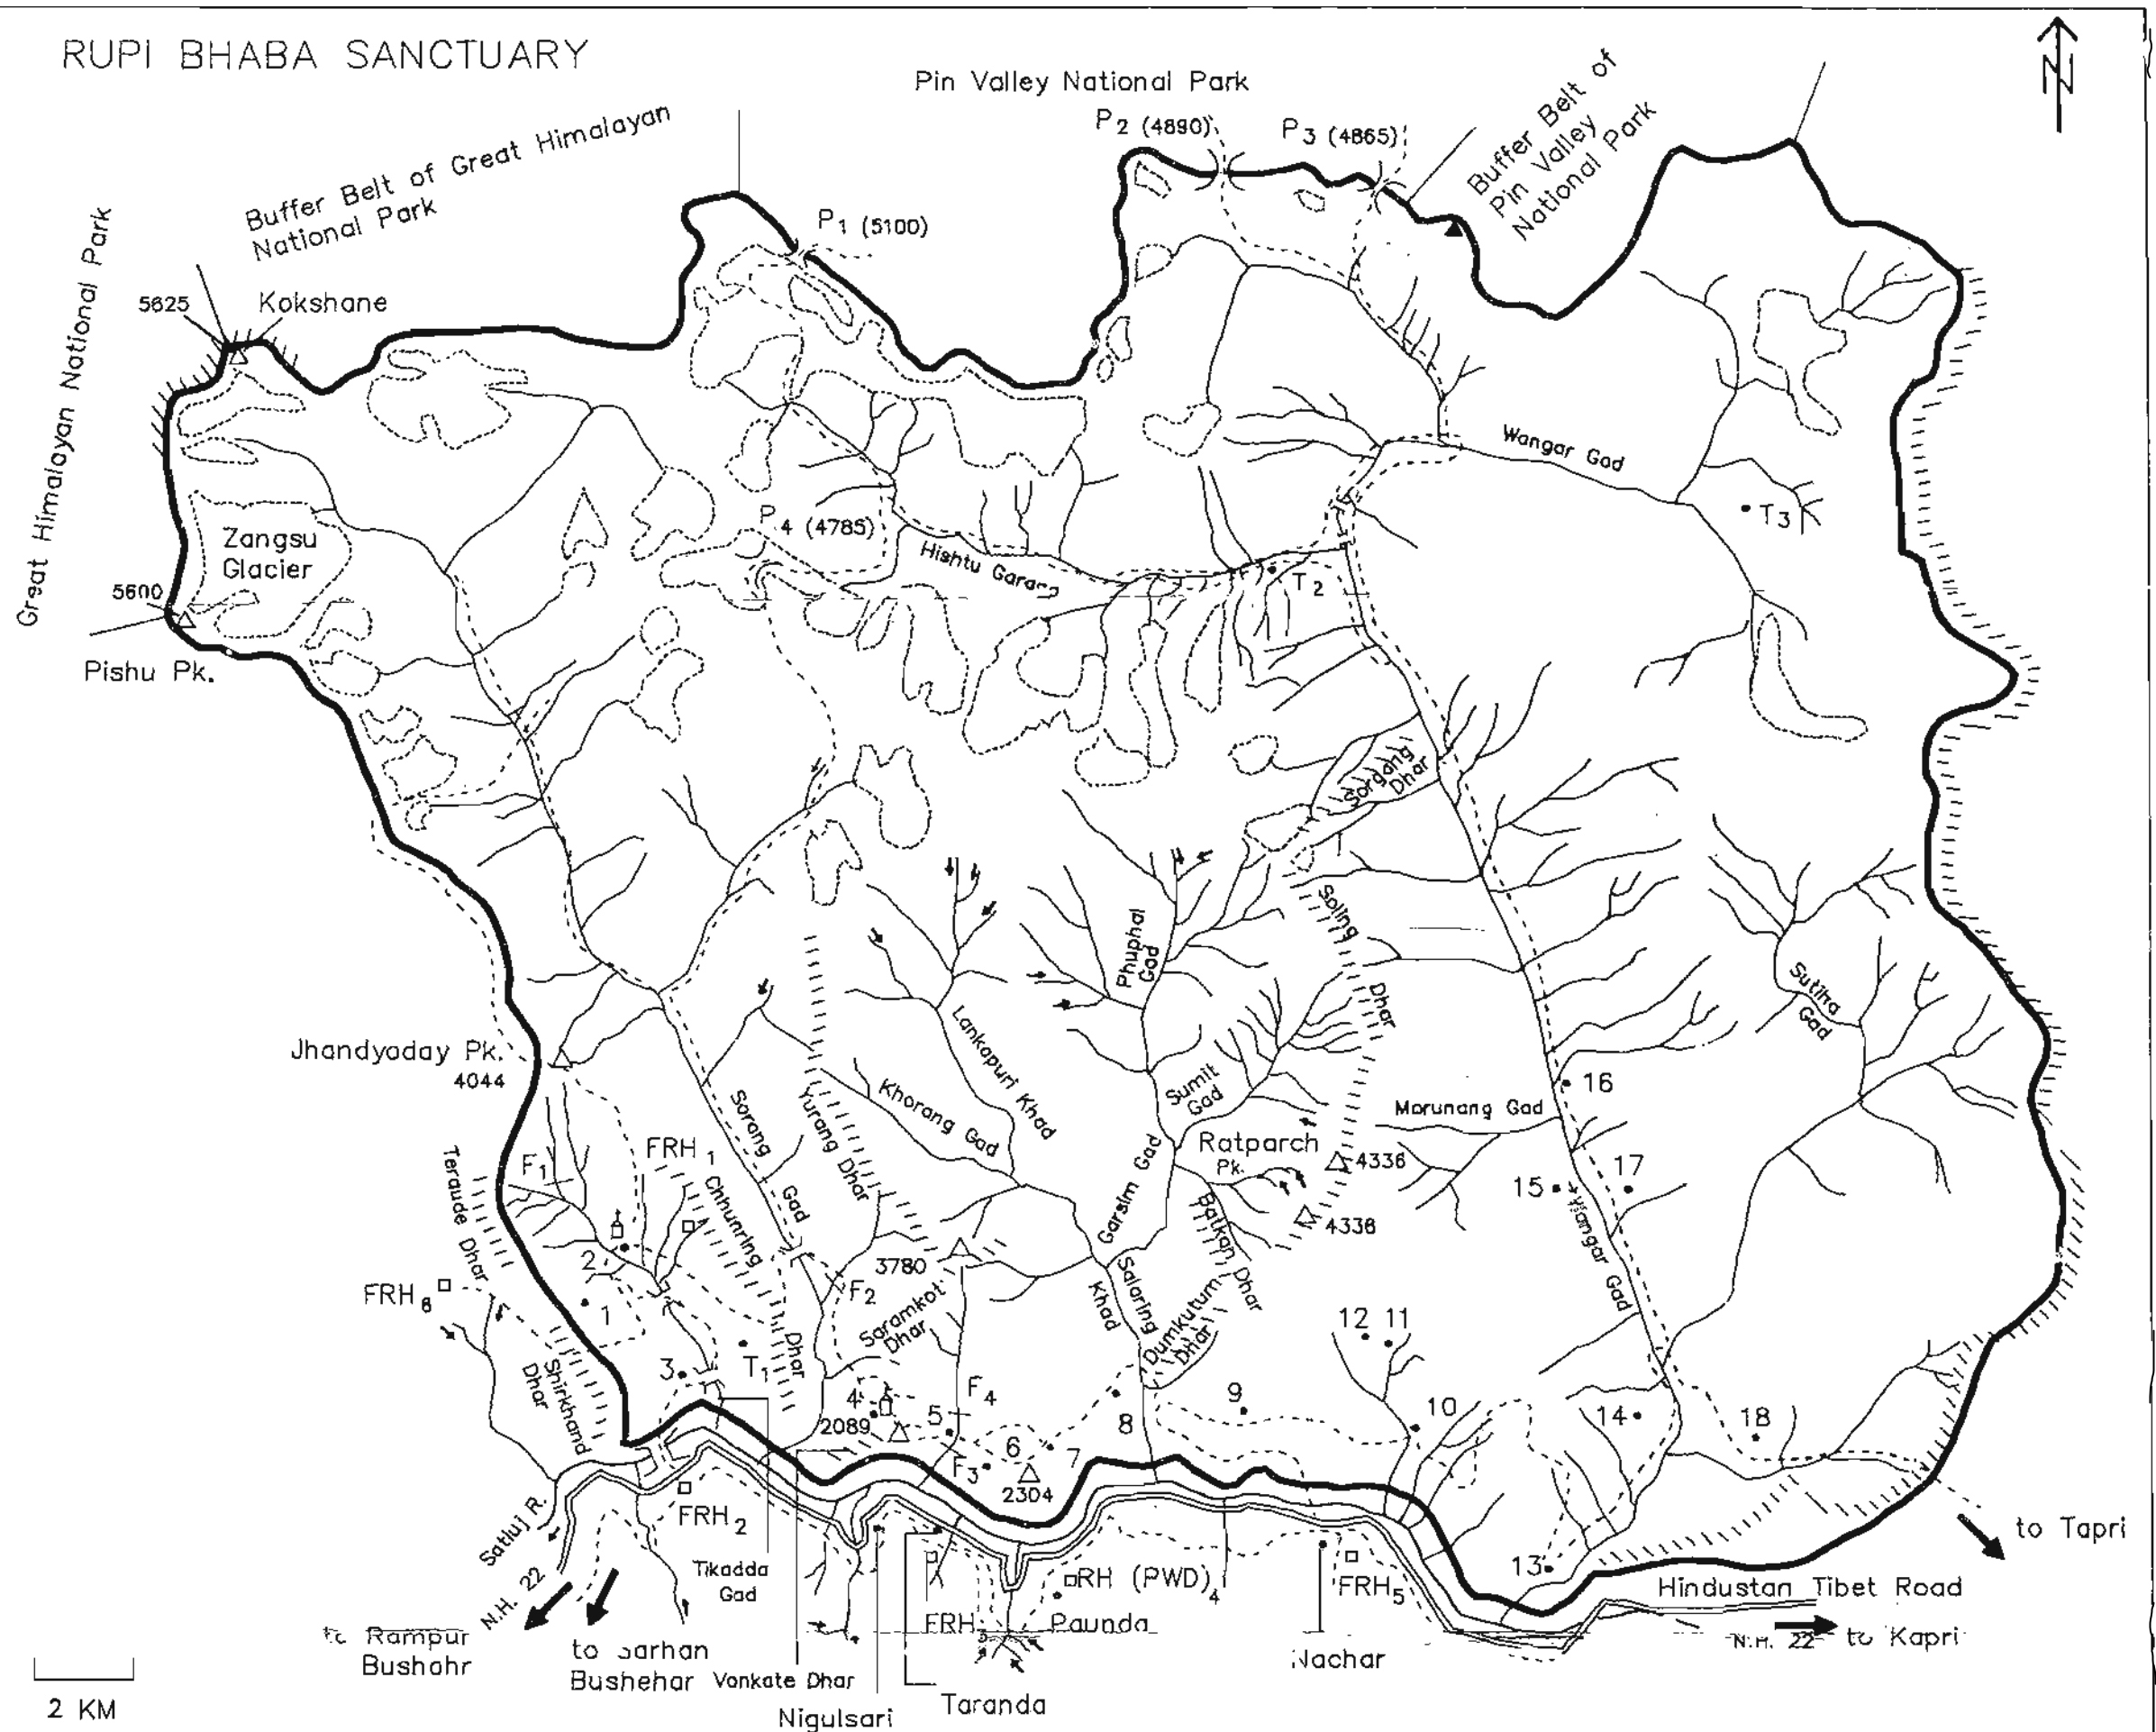 RUPI BHABA SANCTUARY
Pin Valley National Park
N
Buffer Belt of Great Himalayan
National Park
Great Himalayan National Park
P2 (4890)
P3 (4865)
Buffer Belt of
Pin Valley
National Park
P1 (5100)
5625
Kokshane
Wangar Gad
T3
Zangsu
Glacier
P4 (4785)
Hishtu Garang
T2
5600
Pishu Pk.
Sorgang
Dhar
Soling
Dhar
Phuphal
Gad
Sutiha
Gad
Jhandyaday Pk.
4044
Lankapuri Khad
Khorang Gad
Sumit
Gad
Morunang Gad
16
Sorang
Gad
Yurang Dhar
FRH1
F1
Chhunring
Dhar
Teraude Dhar
Garsim Gad
Ratparch
Pk.
4336
4336
Batkan Dhar
15
17
Wangar Gad
2
3780
F2
Saramkot
Dhar
Salaring
Khad
Dumkutum
Dhar
FRH6
1
12
11
Shirkhand
Dhar
3
T1
4
2089
5
F4
6
F3
2304
7
8
9
10
14
18
13
Satluj R.
N.H. 22
FRH2
Tikadda
Gad
FRH3
RH (PWD)4
Paunda
FRH5
Nachar
to Tapri
Hindustan Tibet Road
N.H. 22
to Kapri
to Rampur
Bushahr
to Sarhan
Bushehar
Vonkate Dhar
Nigulsari
Taranda
2 KM